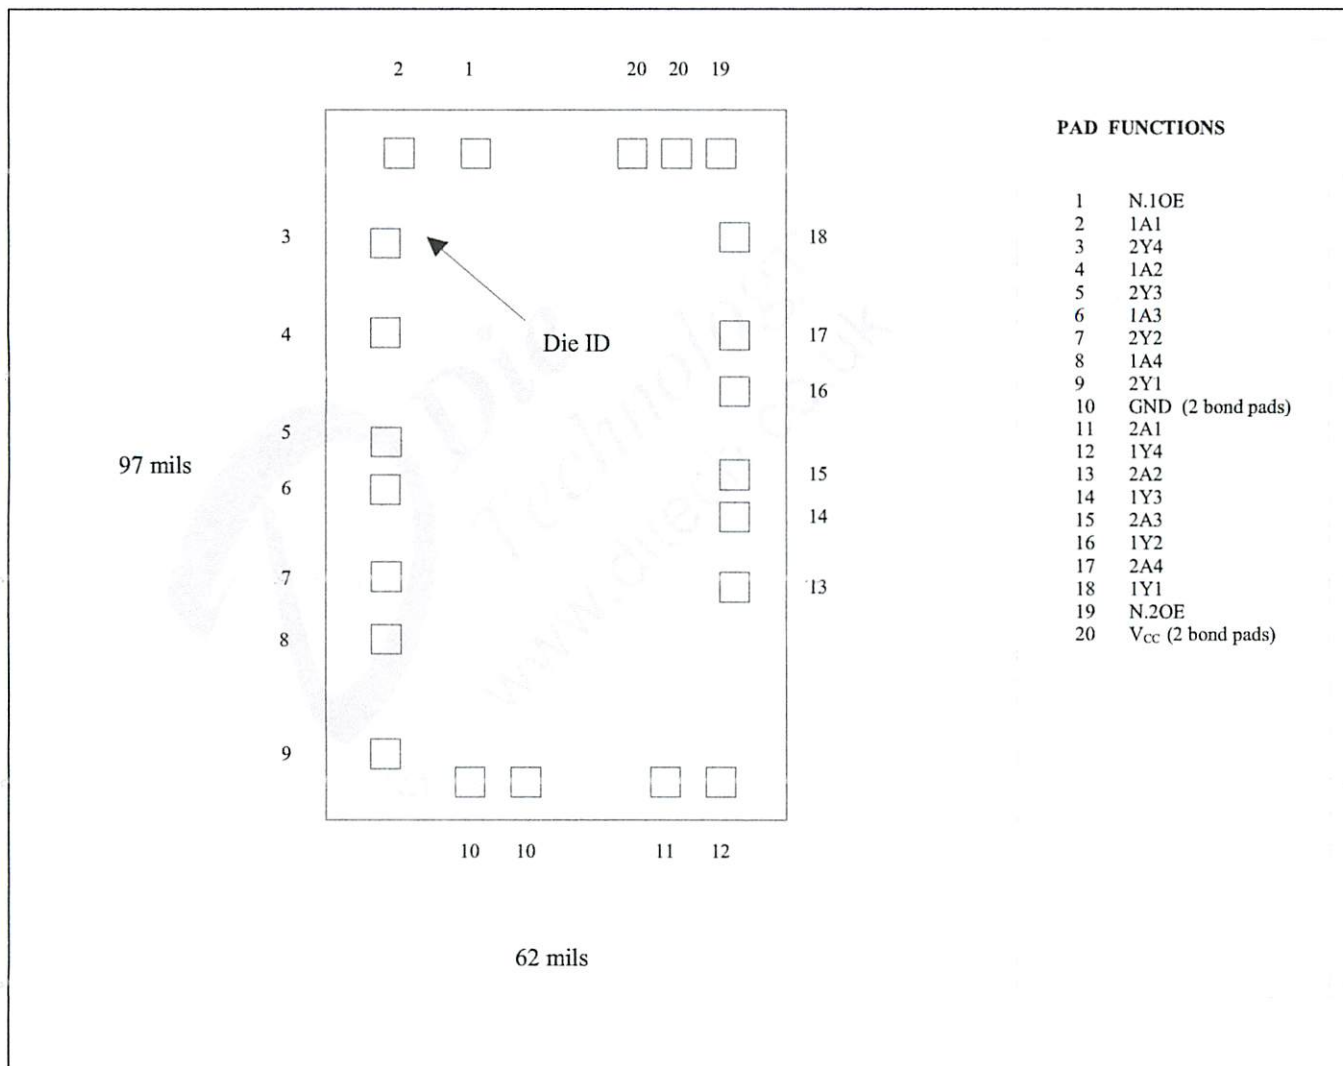 2 1 20 20 19
PAD FUNCTIONS
1 N.1OE
2 1A1
3 2Y4
4 1A2
5 2Y3
6 1A3
7 2Y2
8 1A4
9 2Y1
10 GND (2 bond pads)
11 2A1
12 1Y4
13 2A2
14 1Y3
15 2A3
16 1Y2
17 2A4
18 1Y1
19 N.2OE
20 VCC (2 bond pads)
3
18
Die ID
4
17
16
5
97 mils
15
6
14
7
13
8
9
10 10 11 12
62 mils
Die
Technology